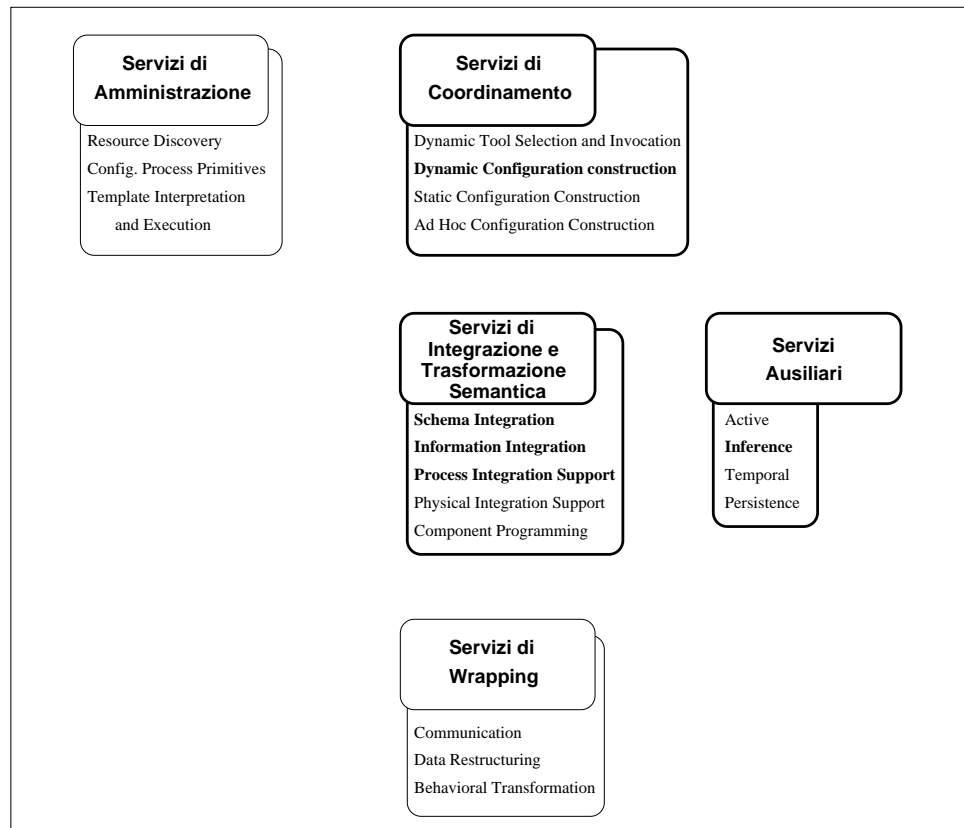 Servizi di
Amministrazione
Resource Discovery
Config. Process Primitives
Template Interpretation
and Execution
Servizi di
Coordinamento
Dynamic Tool Selection and Invocation
Dynamic Configuration construction
Static Configuration Construction
Ad Hoc Configuration Construction
Servizi di
Integrazione e
Trasformazione
Semantica
Schema Integration
Information Integration
Process Integration Support
Physical Integration Support
Component Programming
Servizi
Ausiliari
Active
Inference
Temporal
Persistence
Servizi di
Wrapping
Communication
Data Restructuring
Behavioral Transformation